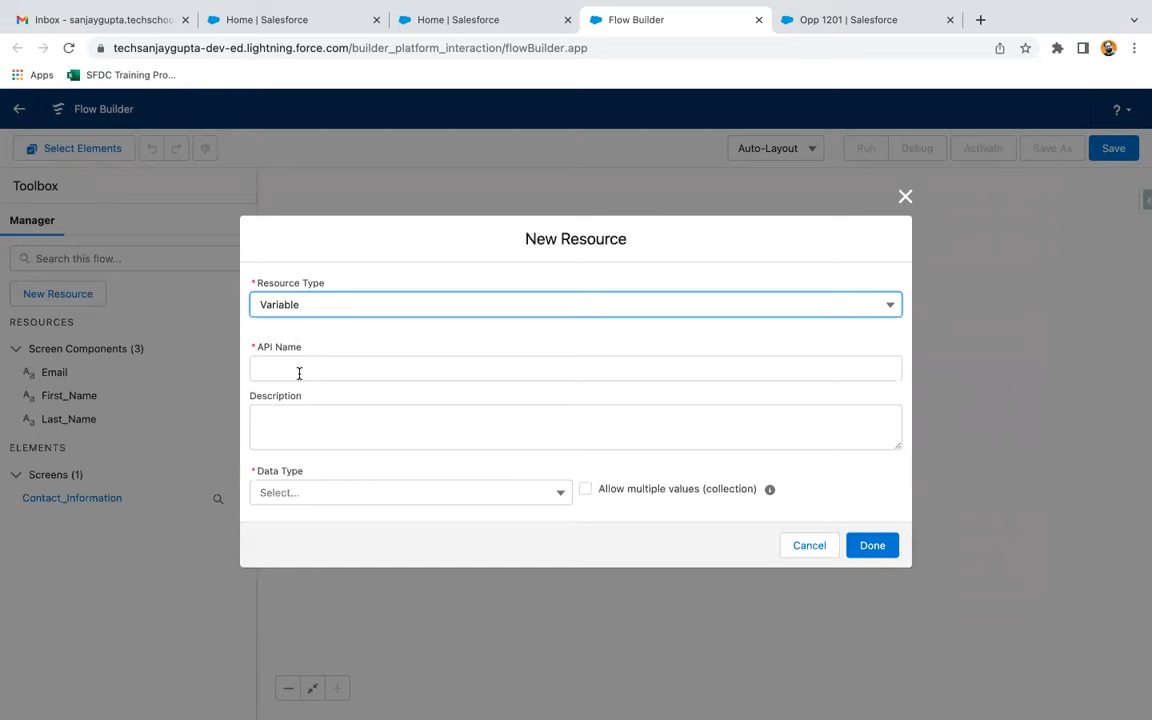 Inbox - sanjaygupta.techschoo
Home | Salesforce
Home | Salesforce
Flow Builder
Opp 1201 | Salesforce
techsanjaygupta-dev-ed.lightning.force.com/builder_platform_interaction/flowBuilder.app
Apps
SFDC Training Pro...
Flow Builder
?
Select Elements
Auto-Layout
Run
Debug
Activate
Save As
Save
Toolbox
Manager
Search this flow...
New Resource
RESOURCES
Screen Components (3)
Aa Email
Aa First_Name
Aa Last_Name
ELEMENTS
Screens (1)
Contact_Information
New Resource
* Resource Type
Variable
* API Name
Description
* Data Type
Select...
Allow multiple values (collection)
Cancel
Done